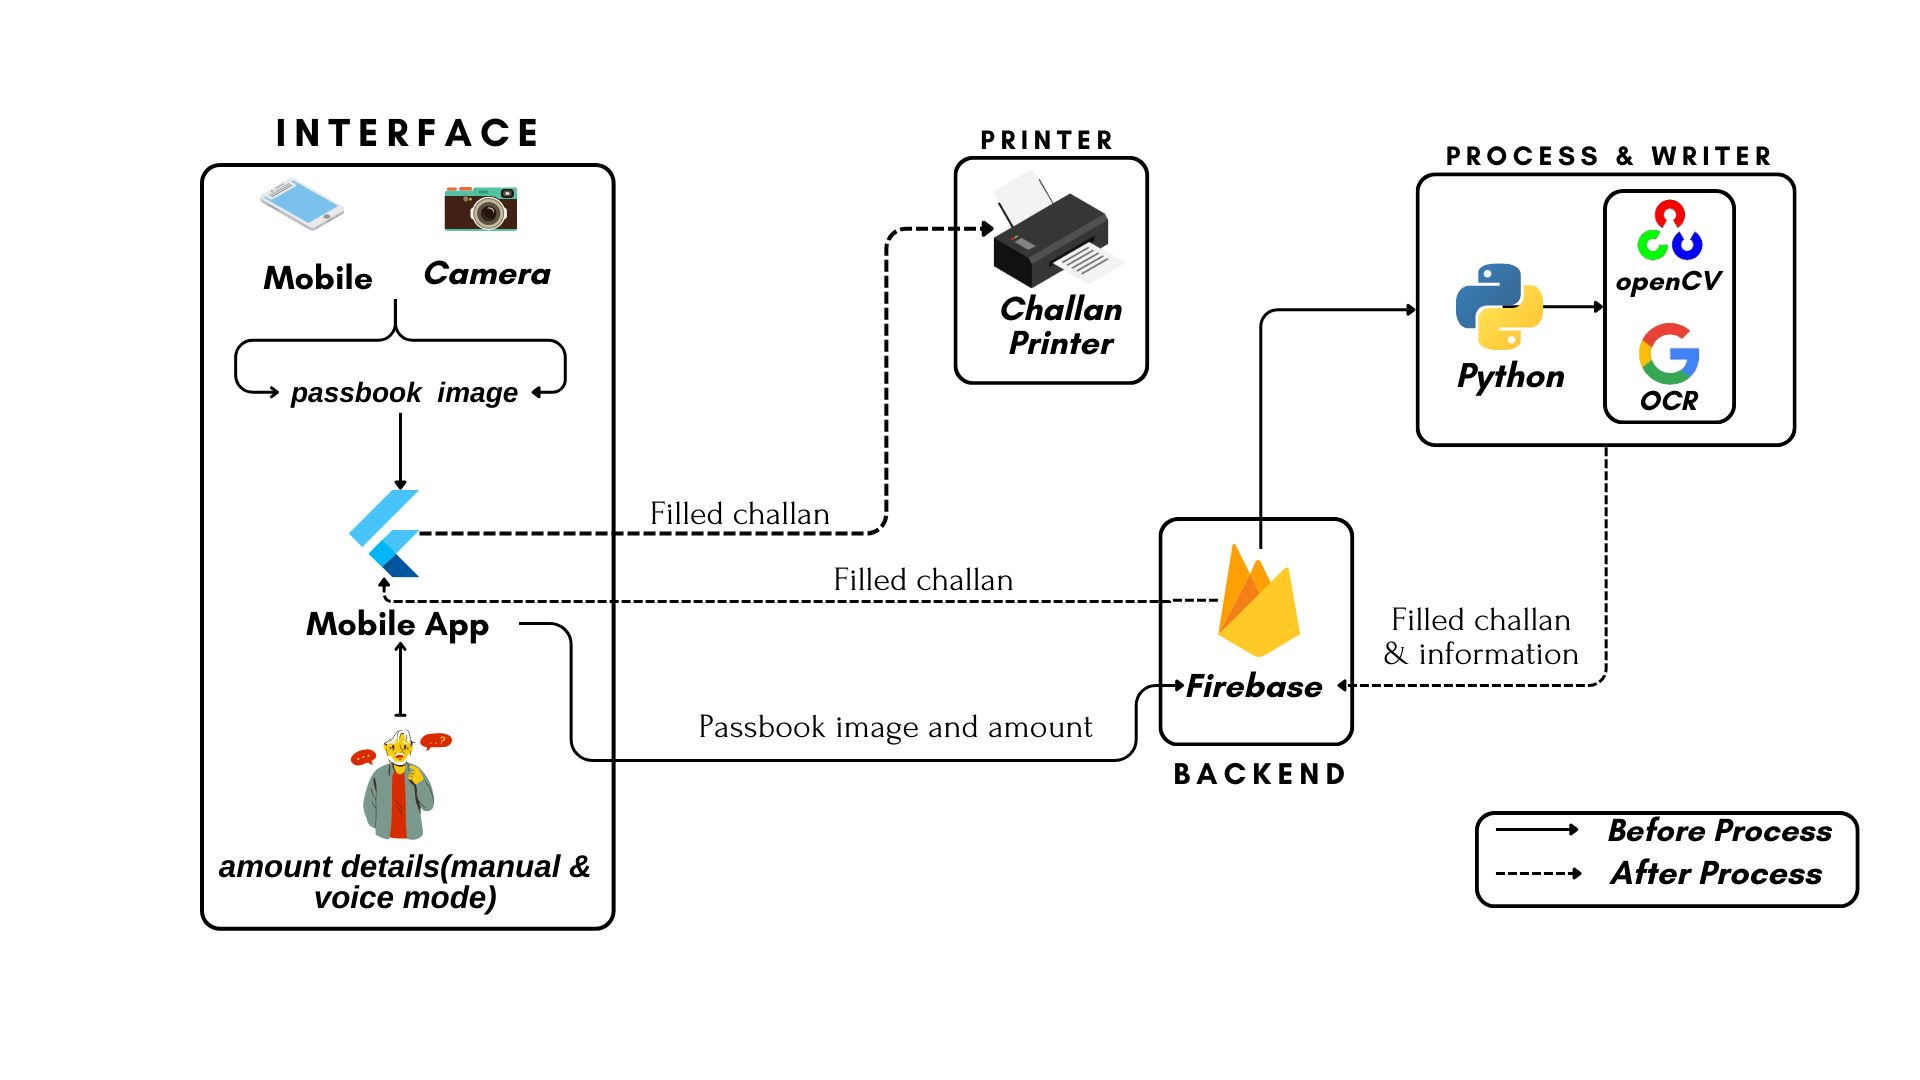 INTERFACE
Mobile
Camera
passbook image
Mobile App
amount details(manual &
voice mode)
PRINTER
Challan
Printer
PROCESS & WRITER
Python
openCV
OCR
Filled challan
Filled challan
Passbook image and amount
Firebase
BACKEND
Filled challan
& information
Before Process
After Process